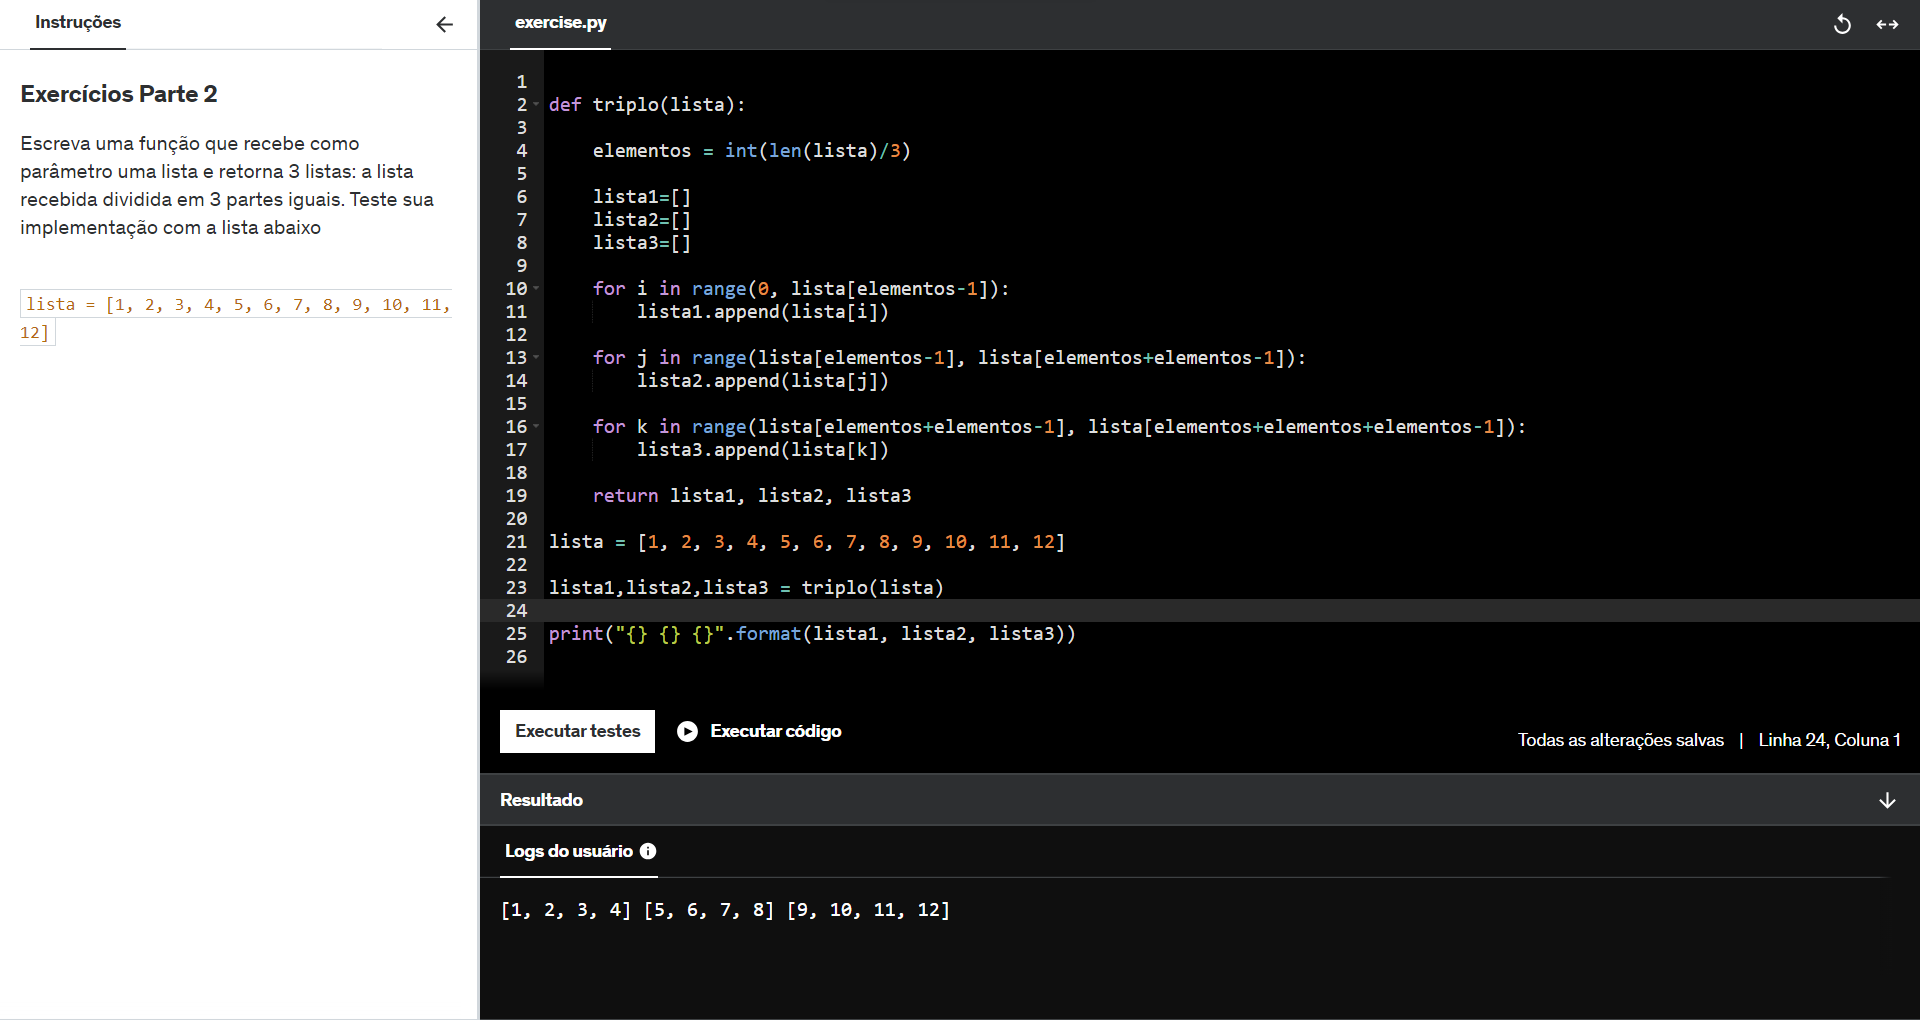 Instruções
Exercícios Parte 2
Escreva uma função que recebe como
parâmetro uma lista e retorna 3 listas: a lista
recebida dividida em 3 partes iguais. Teste sua
implementação com a lista abaixo
lista = [1, 2, 3, 4, 5, 6, 7, 8, 9, 10, 11,
12]
exercise.py
1
2 def triplo(lista):
3
4     elementos = int(len(lista)/3)
5
6     lista1=[]
7     lista2=[]
8     lista3=[]
9
10     for i in range(0, lista[elementos-1]):
11         lista1.append(lista[i])
12
13     for j in range(lista[elementos-1], lista[elementos+elementos-1]):
14         lista2.append(lista[j])
15
16     for k in range(lista[elementos+elementos-1], lista[elementos+elementos+elementos-1]):
17         lista3.append(lista[k])
18
19     return lista1, lista2, lista3
20
21 lista = [1, 2, 3, 4, 5, 6, 7, 8, 9, 10, 11, 12]
22
23 lista1,lista2,lista3 = triplo(lista)
24
25 print("{} {} {}".format(lista1, lista2, lista3))
26
Executar testes
Executar código
Todas as alterações salvas | Linha 24, Coluna 1
Resultado
Logs do usuário
[1, 2, 3, 4] [5, 6, 7, 8] [9, 10, 11, 12]